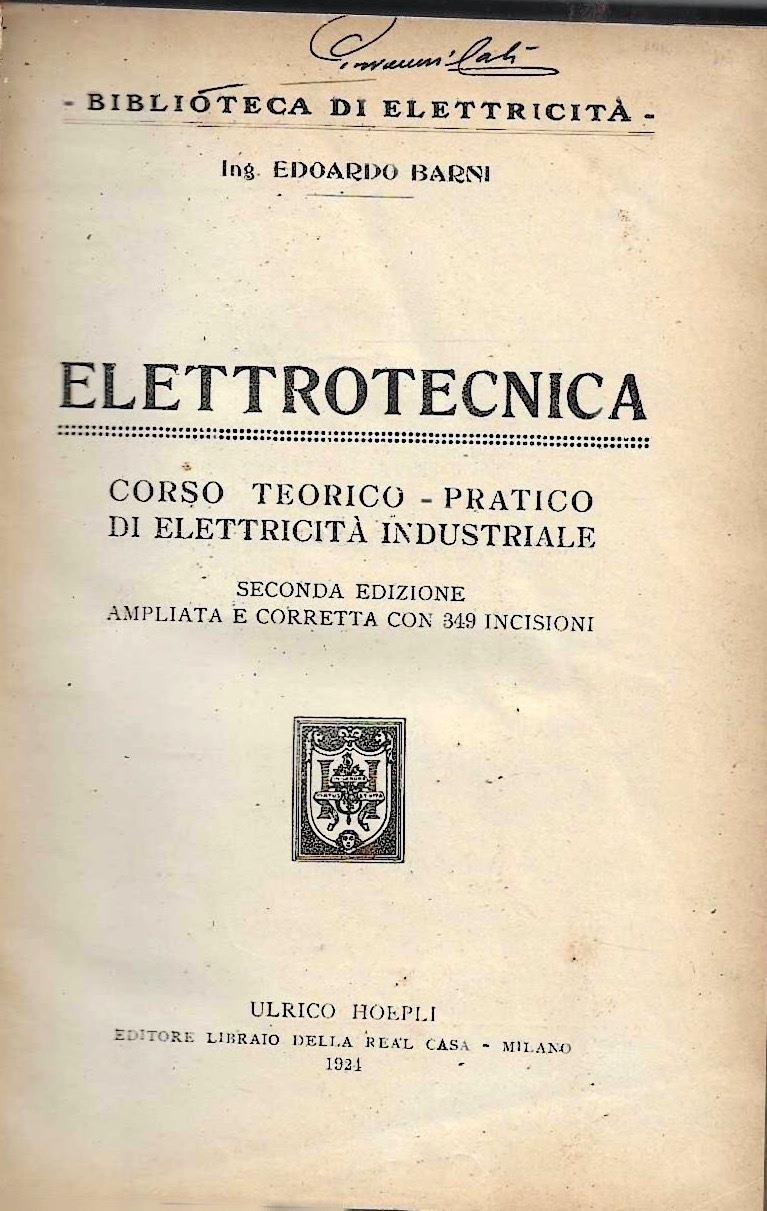 - BIBLIOTECA DI ELETTRICITÀ -
Ing. EDOARDO BARNI
ELETTROTECNICA
CORSO TEORICO - PRATICO
DI ELETTRICITÀ INDUSTRIALE
SECONDA EDIZIONE
AMPLIATA E CORRETTA CON 349 INCISIONI
ULRICO HOEPLI
EDITORE LIBRAIO DELLA REAL CASA - MILANO